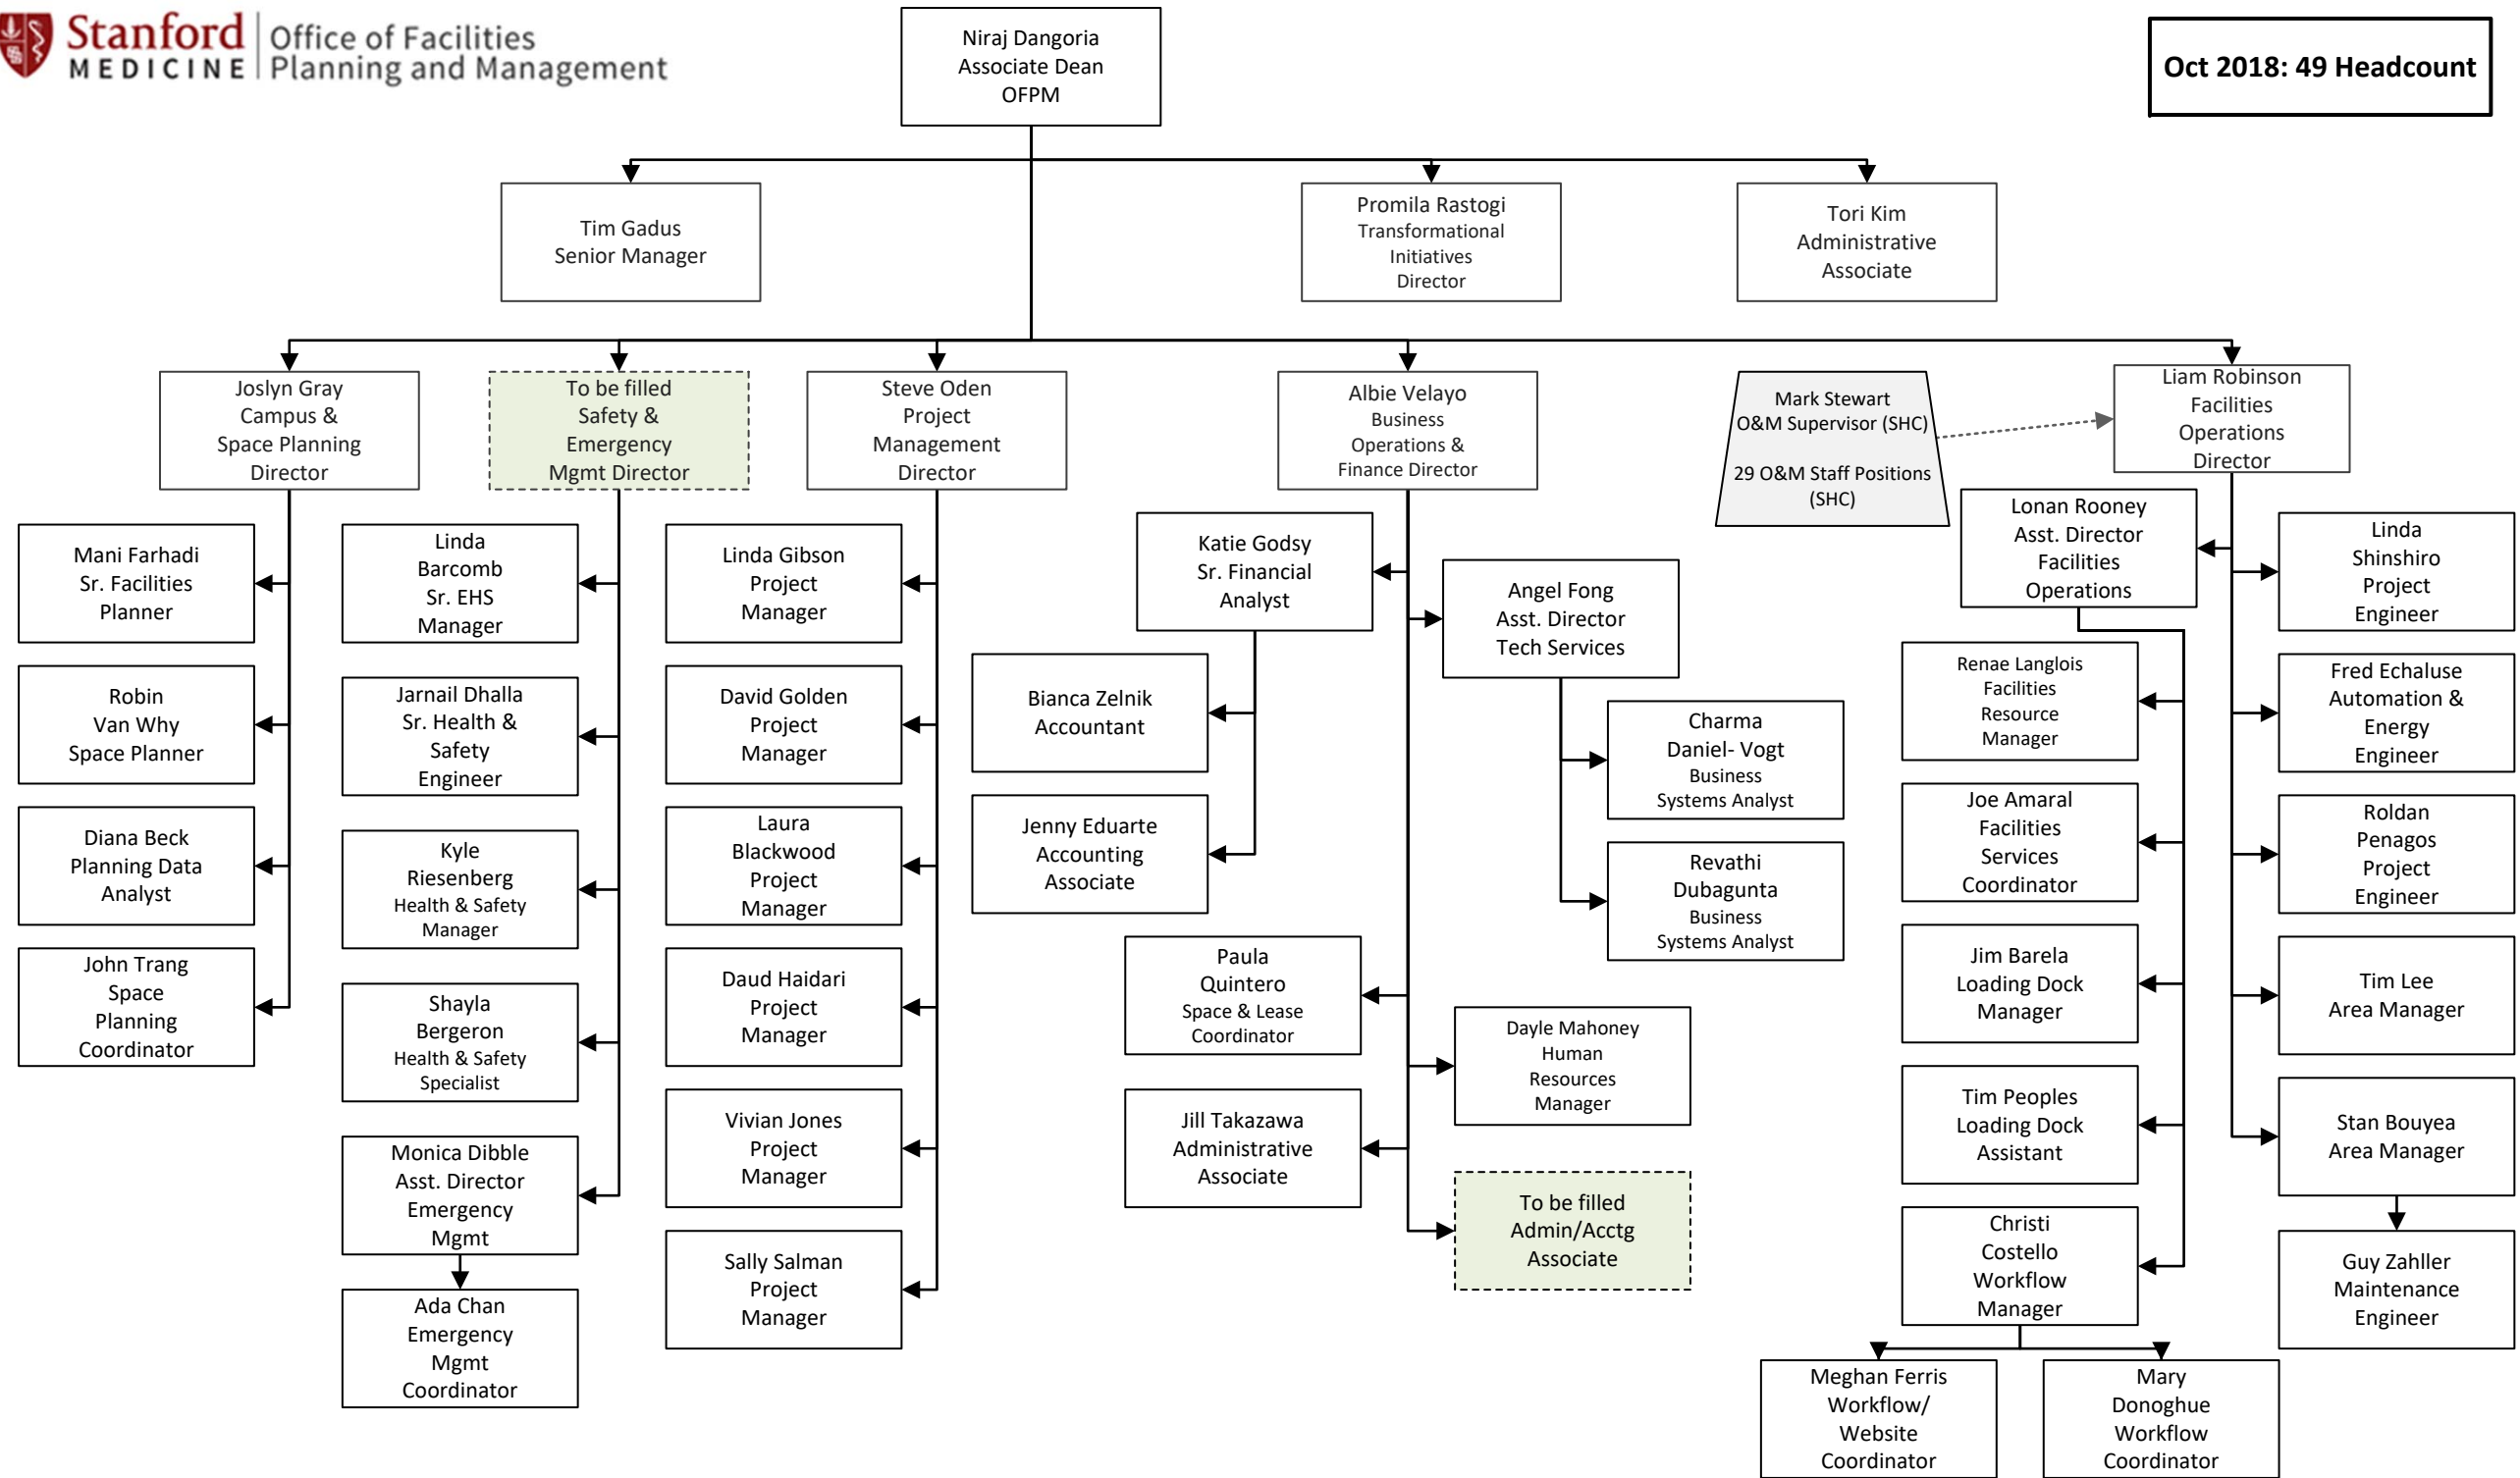 Stanford
MEDICINE
Office of Facilities
Planning and Management
Niraj Dangoria
Associate Dean
OFPM
Oct 2018: 49 Headcount
Tim Gadus
Senior Manager
Promila Rastogi
Transformational
Initiatives
Director
Tori Kim
Administrative
Associate
Joslyn Gray
Campus &
Space Planning
Director
To be filled
Safety &
Emergency
Mgmt Director
Steve Oden
Project
Management
Director
Albie Velayo
Business
Operations &
Finance Director
Mark Stewart
O&M Supervisor (SHC)
29 O&M Staff Positions
(SHC)
Liam Robinson
Facilities
Operations
Director
Mani Farhadi
Sr. Facilities
Planner
Robin
Van Why
Space Planner
Diana Beck
Planning Data
Analyst
John Trang
Space
Planning
Coordinator
Linda
Barcomb
Sr. EHS
Manager
Jarnail Dhalla
Sr. Health &
Safety
Engineer
Kyle
Riesenberg
Health & Safety
Manager
Shayla
Bergeron
Health & Safety
Specialist
Monica Dibble
Asst. Director
Emergency
Mgmt
Ada Chan
Emergency
Mgmt
Coordinator
Linda Gibson
Project
Manager
David Golden
Project
Manager
Laura
Blackwood
Project
Manager
Daud Haidari
Project
Manager
Vivian Jones
Project
Manager
Sally Salman
Project
Manager
Katie Godsy
Sr. Financial
Analyst
Bianca Zelnik
Accountant
Jenny Eduarte
Accounting
Associate
Paula
Quintero
Space & Lease
Coordinator
Jill Takazawa
Administrative
Associate
Angel Fong
Asst. Director
Tech Services
Charma
Daniel- Vogt
Business
Systems Analyst
Revathi
Dubagunta
Business
Systems Analyst
Dayle Mahoney
Human
Resources
Manager
To be filled
Admin/Acctg
Associate
Lonan Rooney
Asst. Director
Facilities
Operations
Renae Langlois
Facilities
Resource
Manager
Joe Amaral
Facilities
Services
Coordinator
Jim Barela
Loading Dock
Manager
Tim Peoples
Loading Dock
Assistant
Christi
Costello
Workflow
Manager
Meghan Ferris
Workflow/
Website
Coordinator
Mary
Donoghue
Workflow
Coordinator
Linda
Shinshiro
Project
Engineer
Fred Echaluse
Automation &
Energy
Engineer
Roldan
Penagos
Project
Engineer
Tim Lee
Area Manager
Stan Bouyea
Area Manager
Guy Zahller
Maintenance
Engineer